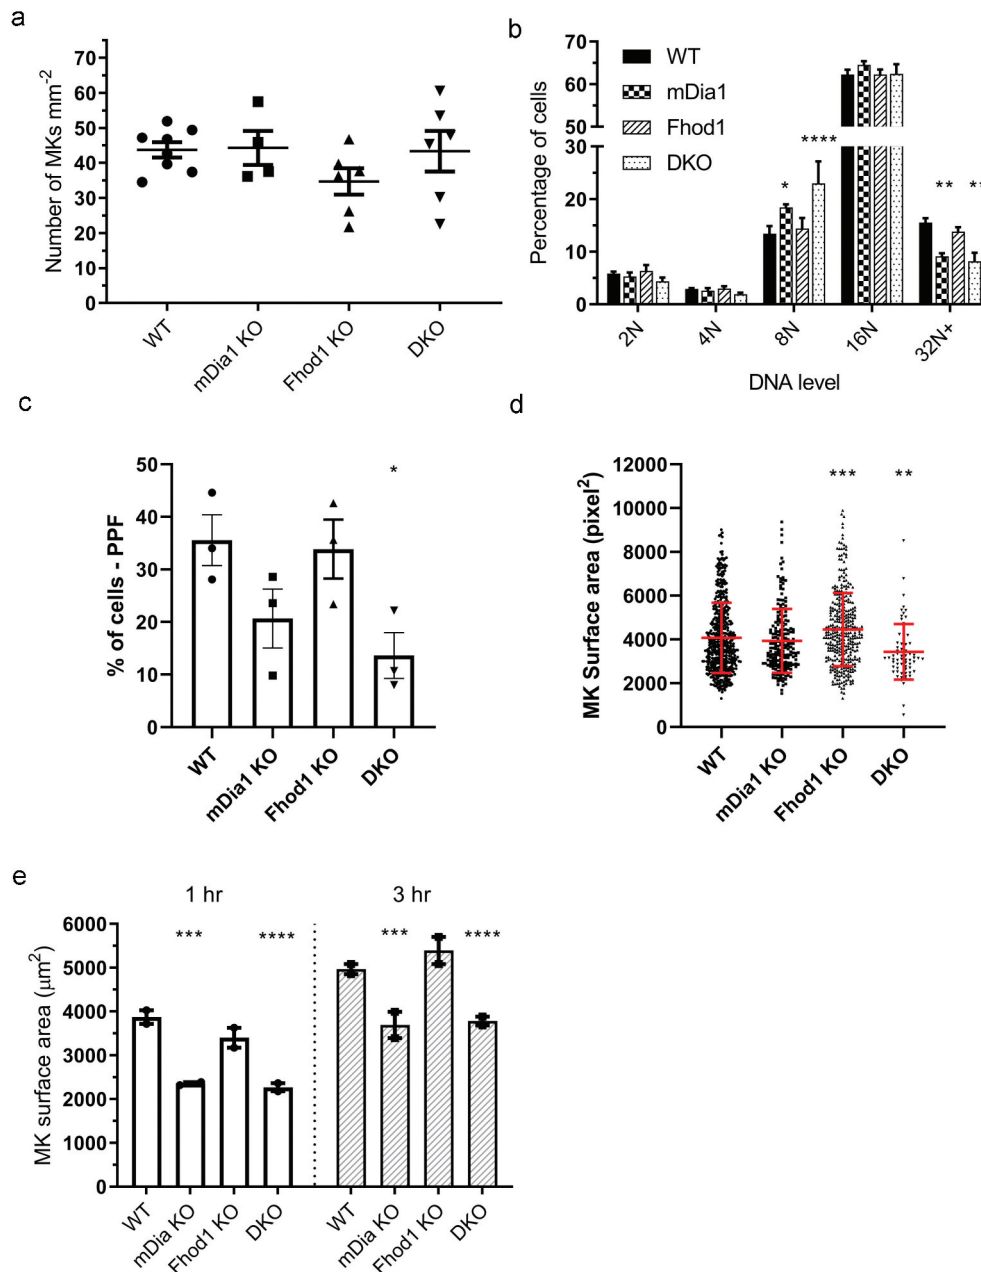 a
Number of MKs mm⁻²
75
70
60
50
40
30
20
10
0
WT
mDia1 KO
Fhod1 KO
DKO
b
Percentage of cells
70
60
50
30
20
10
0
WT
mDia1
Fhod1
DKO
*
****
**
**
2N
4N
8N
16N
32N+
DNA level
c
% of cells - PPF
50
40
30
20
10
0
*
WT
mDia1 KO
Fhod1 KO
DKO
d
MK Surface area (pixel²)
12000
10000
8000
6000
4000
2000
0
***
**
WT
mDia1 KO
Fhod1 KO
DKO
e
1 hr
3 hr
MK surface area (μm²)
6000
5000
4000
3000
2000
1000
0
***
****
***
****
WT
mDia KO
Fhod1 KO
DKO
WT
mDia KO
Fhod1 KO
DKO